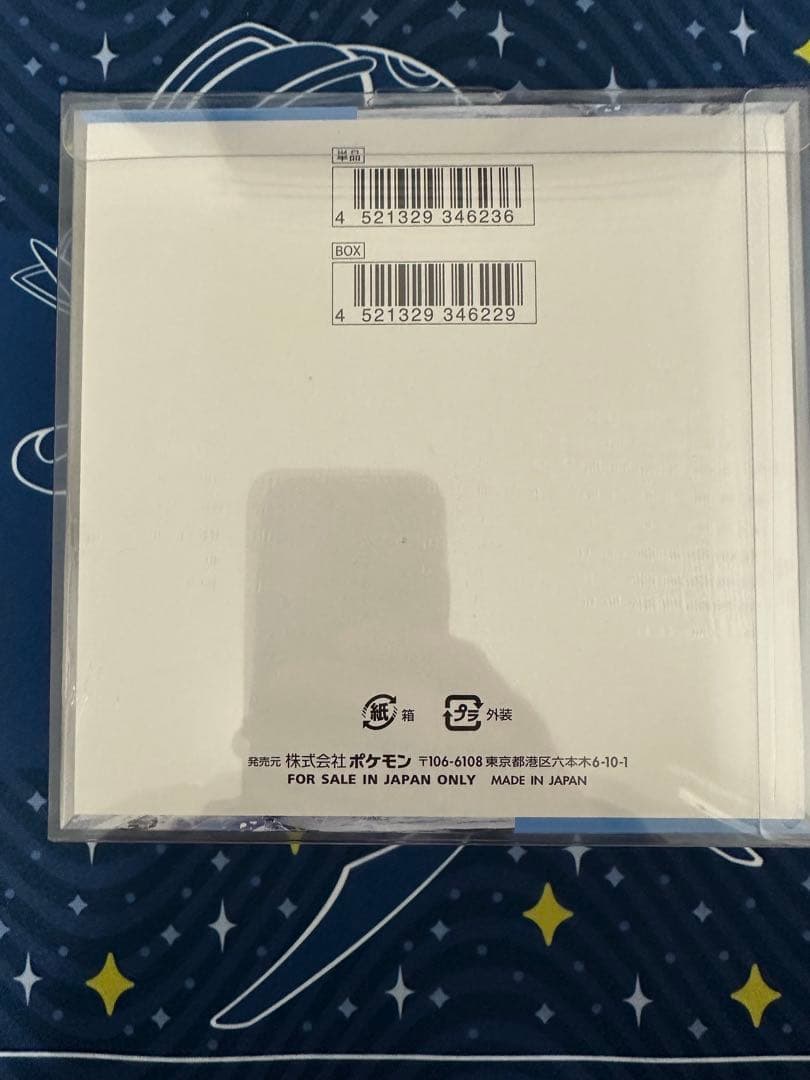 単品
4 521329 346236
BOX
4 521329 346229
紙 箱 プラ 外装
発売元 株式会社ポケモン 〒106-6108 東京都港区六本木6-10-1
FOR SALE IN JAPAN ONLY MADE IN JAPAN